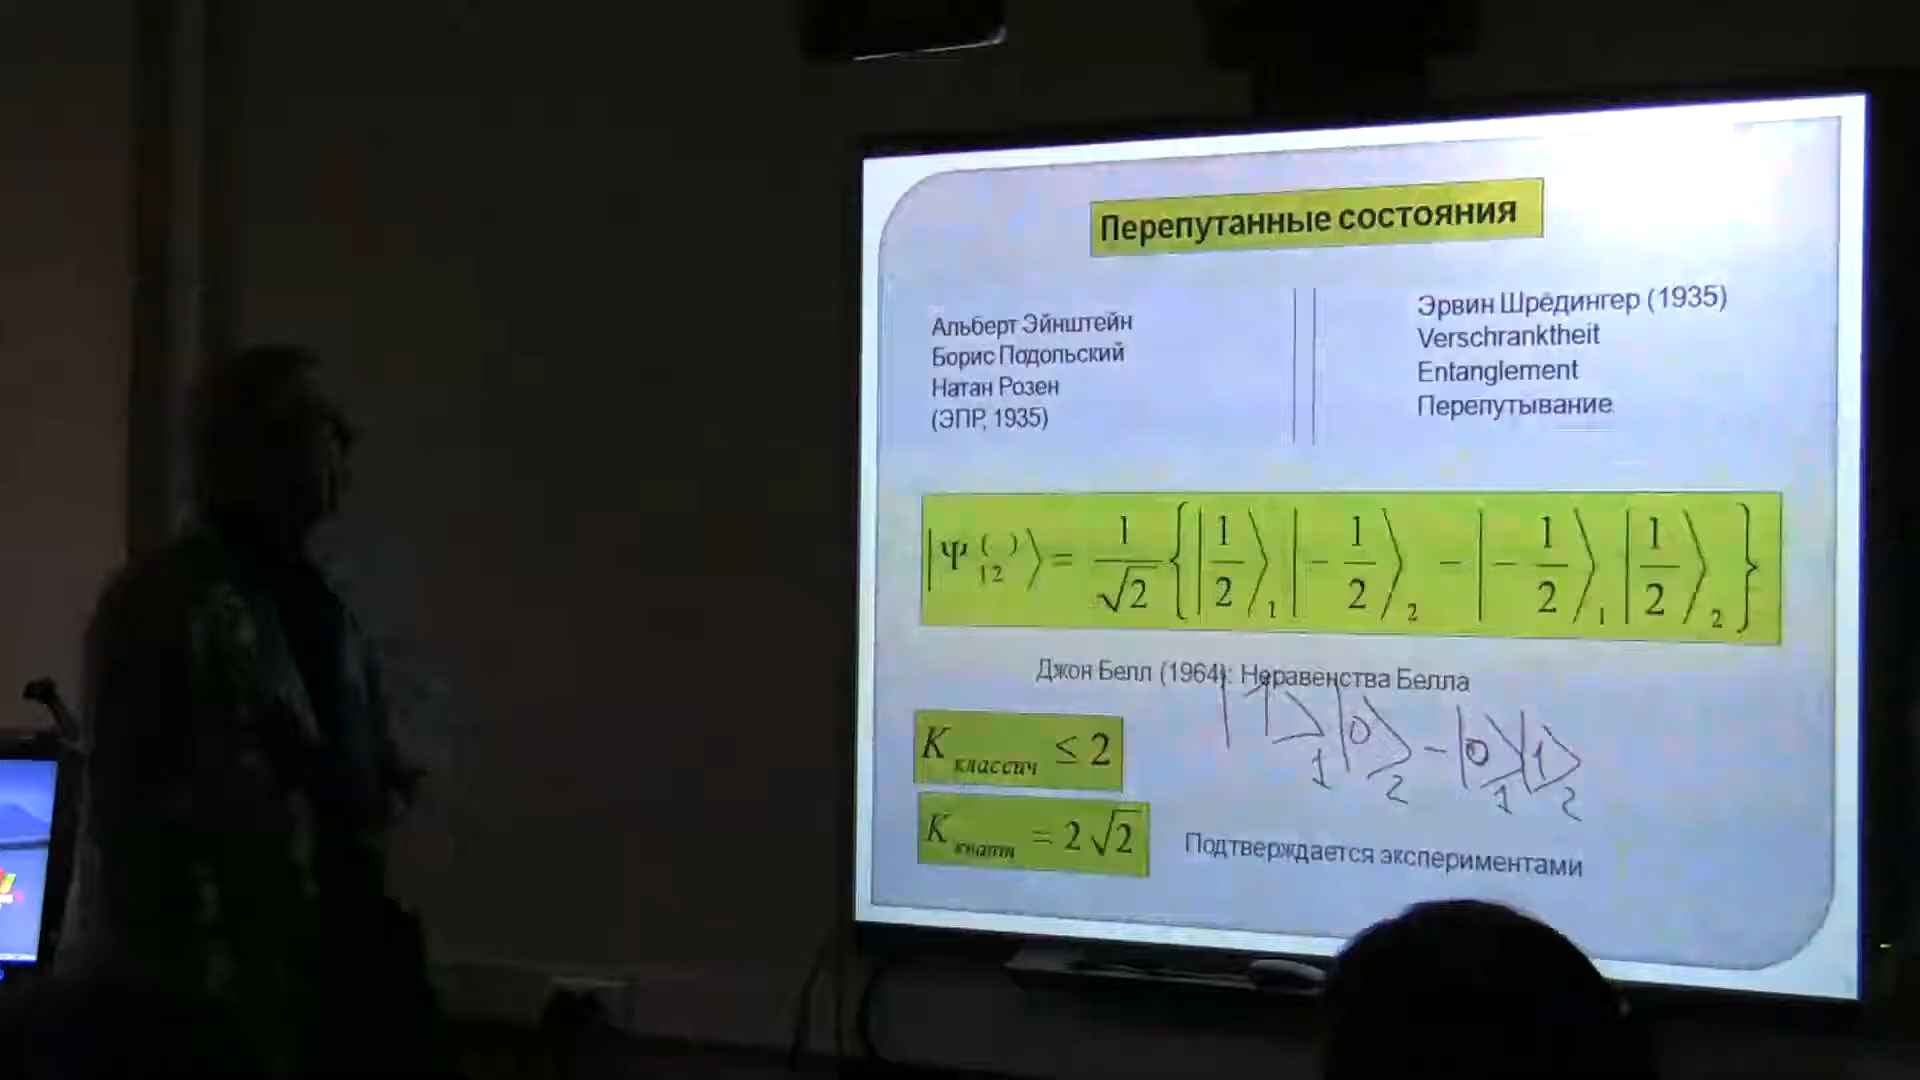 Перепутанные состояния
Альберт Эйнштейн
Борис Подольский
Натан Розен
(ЭПР, 1935)
Эрвин Шрёдингер (1935)
Verschranktheit
Entanglement
Перепутывание
|Ψ₁₂⁽ ⁾⟩ = 1/√2 {|1/2⟩₁ |-1/2⟩₂ - |-1/2⟩₁ |1/2⟩₂}
Джон Белл (1964): Неравенства Белла
|1⟩₁|0⟩₂ - |0⟩₁|1⟩₂
K классич ≤ 2
K квант = 2√2
Подтверждается экспериментами